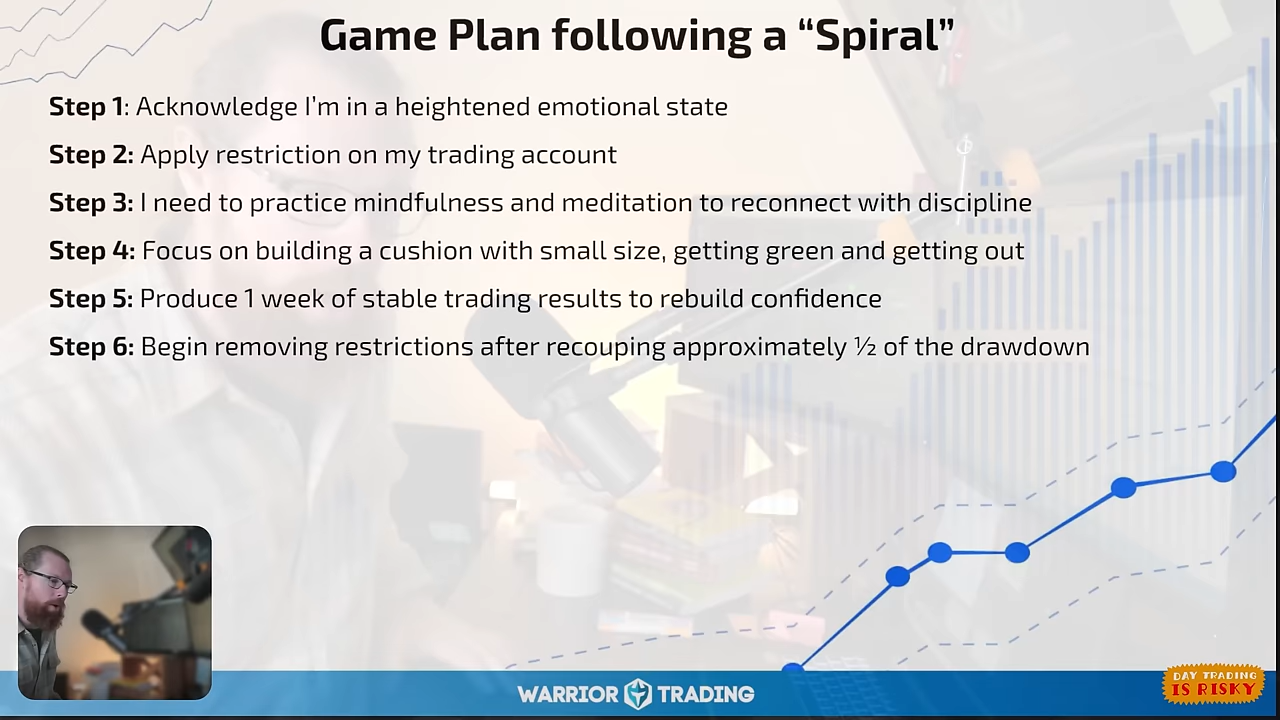 Game Plan following a “Spiral”
Step 1: Acknowledge I’m in a heightened emotional state
Step 2: Apply restriction on my trading account
Step 3: I need to practice mindfulness and meditation to reconnect with discipline
Step 4: Focus on building a cushion with small size, getting green and getting out
Step 5: Produce 1 week of stable trading results to rebuild confidence
Step 6: Begin removing restrictions after recouping approximately ½ of the drawdown
WARRIOR TRADING
DAY TRADING
IS RISKY